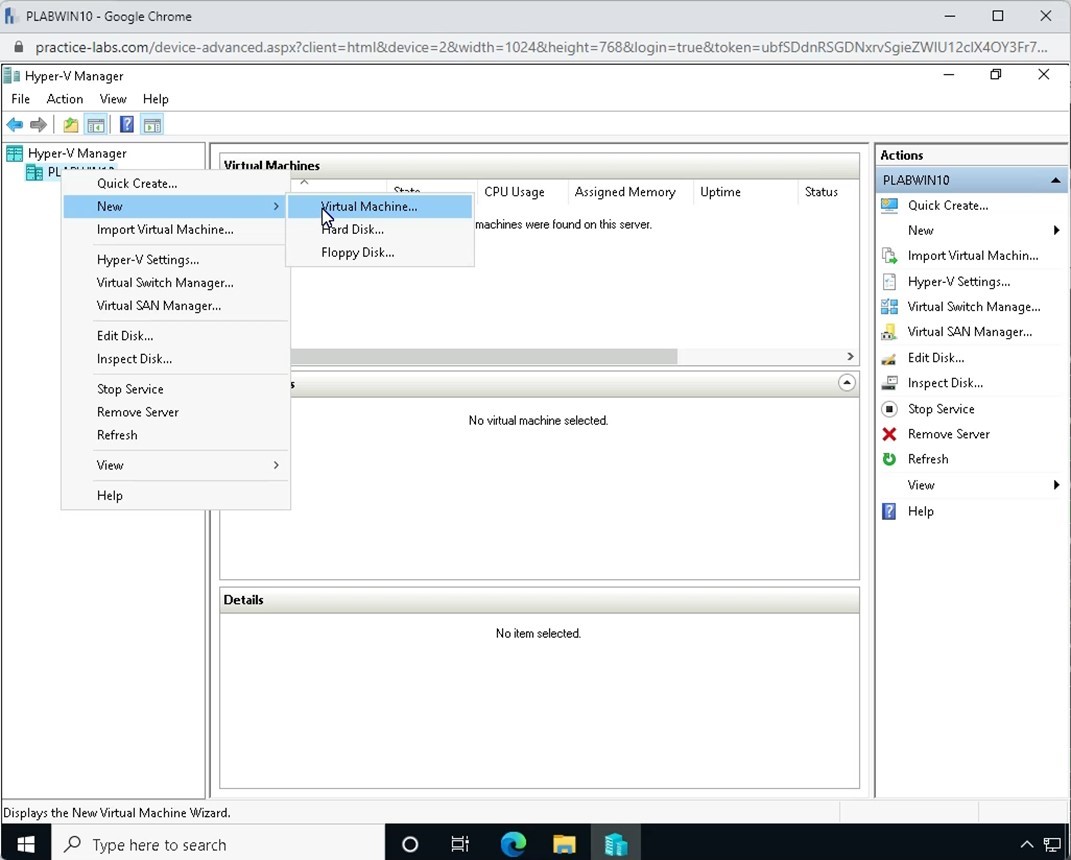 PLABWIN10 - Google Chrome
practice-labs.com/device-advanced.aspx?client=html&device=2&width=1024&height=768&login=true&token=ubfSDdnRSGDNxrvSgieZWIU12clX4OY3Fr7...
Hyper-V Manager
File Action View Help
Hyper-V Manager
Quick Create...
New
Import Virtual Machine...
Hyper-V Settings...
Virtual Switch Manager...
Virtual SAN Manager...
Edit Disk...
Inspect Disk...
Stop Service
Remove Server
Refresh
View
Help
Virtual Machine...
Hard Disk...
Floppy Disk...
Virtual Machines
State CPU Usage Assigned Memory Uptime Status
machines were found on this server.
No virtual machine selected.
Details
No item selected.
Actions
PLABWIN10
Quick Create...
New
Import Virtual Machin...
Hyper-V Settings...
Virtual Switch Manage...
Virtual SAN Manager...
Edit Disk...
Inspect Disk...
Stop Service
Remove Server
Refresh
View
Help
Displays the New Virtual Machine Wizard.
Type here to search